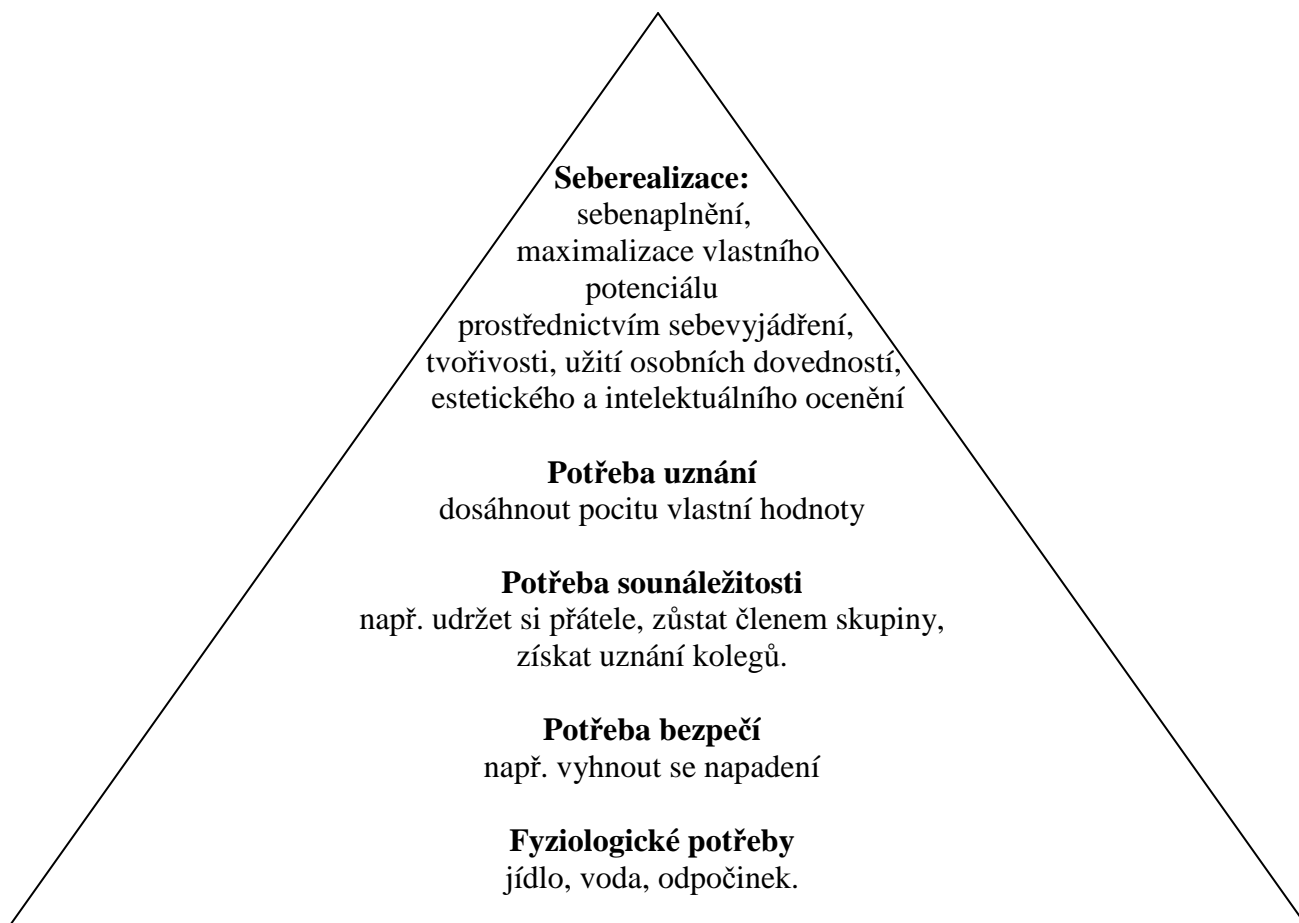 Seberealizace:
sebenaplnění,
maximalizace vlastního
potenciálu
prostřednictvím sebevyjádření,
tvořivosti, užití osobních dovedností,
estetického a intelektuálního ocenění
Potřeba uznání
dosáhnout pocitu vlastní hodnoty
Potřeba sounáležitosti
např. udržet si přátele, zůstat členem skupiny,
získat uznání kolegů.
Potřeba bezpečí
např. vyhnout se napadení
Fyziologické potřeby
jídlo, voda, odpočinek.